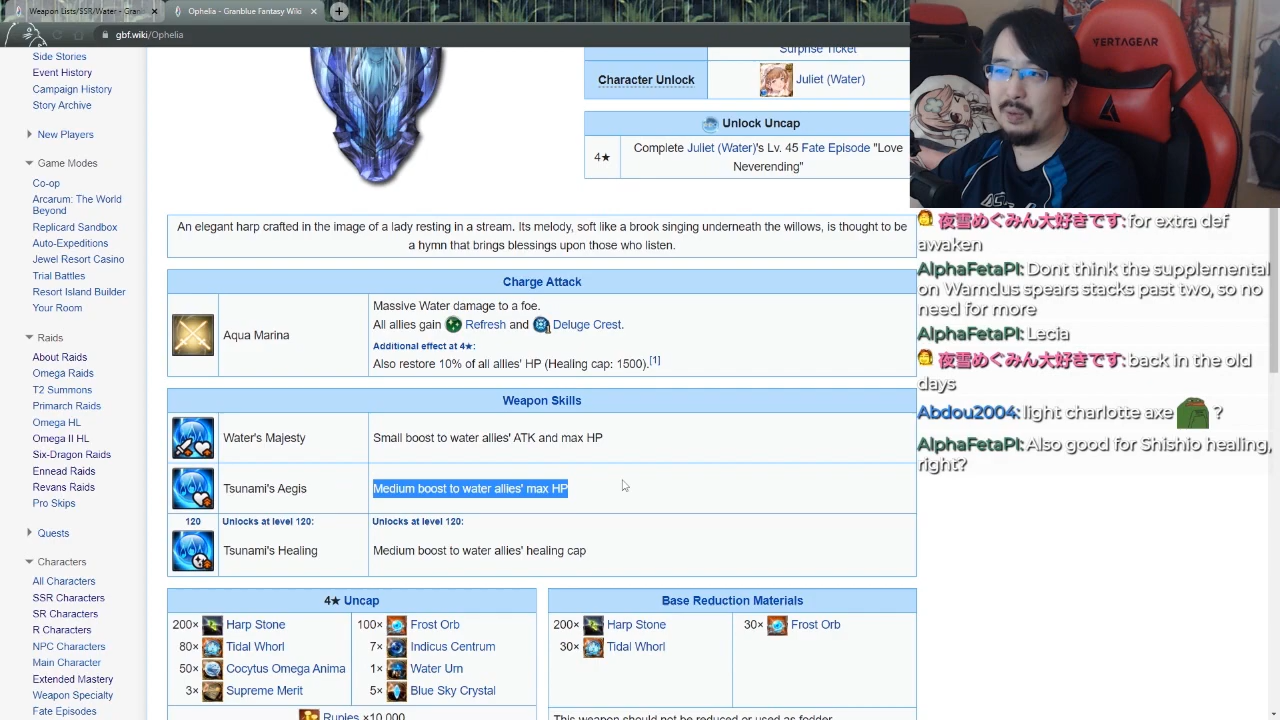 Weapon Lists/SSR/Water - Gran
Ophelia - Granblue Fantasy Wiki
gbf.wiki/Ophelia
Side Stories
Event History
Campaign History
Story Archive
New Players
Game Modes
Co-op
Arcarum: The World
Beyond
Replicard Sandbox
Auto-Expeditions
Jewel Resort Casino
Trial Battles
Resort Island Builder
Your Room
Raids
About Raids
Omega Raids
T2 Summons
Primarch Raids
Omega HL
Omega II HL
Six-Dragon Raids
Ennead Raids
Revans Raids
Pro Skips
Quests
Characters
All Characters
SSR Characters
SR Characters
R Characters
NPC Characters
Main Character
Extended Mastery
Weapon Specialty
Fate Episodes
Surprise Ticket
Character Unlock
Juliet (Water)
Unlock Uncap
4★
Complete Juliet (Water)'s Lv. 45 Fate Episode "Love
Neverending"
An elegant harp crafted in the image of a lady resting in a stream. Its melody, soft like a brook singing underneath the willows, is thought to be
a hymn that brings blessings upon those who listen.
Charge Attack
Aqua Marina
Massive Water damage to a foe.
All allies gain Refresh and Deluge Crest.
Additional effect at 4★:
Also restore 10% of all allies' HP (Healing cap: 1500).[1]
Weapon Skills
Water's Majesty
Small boost to water allies' ATK and max HP
Tsunami's Aegis
Medium boost to water allies' max HP
120 Unlocks at level 120: Unlocks at level 120:
Tsunami's Healing
Medium boost to water allies' healing cap
4★ Uncap
200× Harp Stone 100× Frost Orb
80× Tidal Whorl 7× Indicus Centrum
50× Cocytus Omega Anima 1× Water Urn
3× Supreme Merit 5× Blue Sky Crystal
Rupies ×10,000
Base Reduction Materials
200× Harp Stone 30× Frost Orb
30× Tidal Whorl
This weapon should not be reduced or used as fodder
VERTAGEAR
夜雪めぐみん大好きです: for extra def
awaken
AlphaFetaPI: Dont think the supplemental
on Wamdus spears stacks past two, so no
need for more
AlphaFetaPI: Lecia
夜雪めぐみん大好きです: back in the old
days
Abdou2004: light charlotte axe ?
AlphaFetaPI: Also good for Shishio healing,
right?